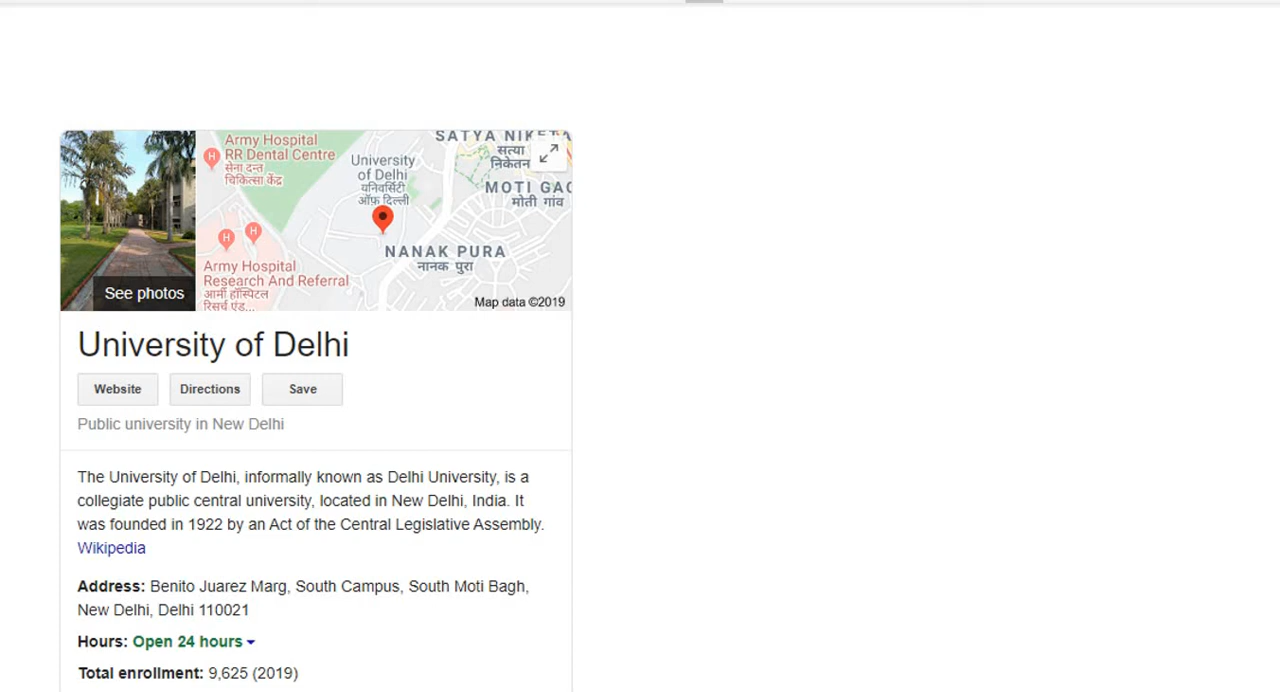 SATYA NIKETA
सत्या
निकेतन
Army Hospital
RR Dental Centre
सेना दन्त
चिकित्सा केंद्र
University
of Delhi
यूनिवर्सिटी
ऑफ़ दिल्ली
MOTI GAO
मोती गांव
H
H
H
NANAK PURA
नानक पुरा
Army Hospital
Research And Referral
आर्मी हॉस्पिटल
रिसर्च एंड...
See photos
Map data ©2019
University of Delhi
Website Directions Save
Public university in New Delhi
The University of Delhi, informally known as Delhi University, is a
collegiate public central university, located in New Delhi, India. It
was founded in 1922 by an Act of the Central Legislative Assembly.
Wikipedia
Address: Benito Juarez Marg, South Campus, South Moti Bagh,
New Delhi, Delhi 110021
Hours: Open 24 hours
Total enrollment: 9,625 (2019)